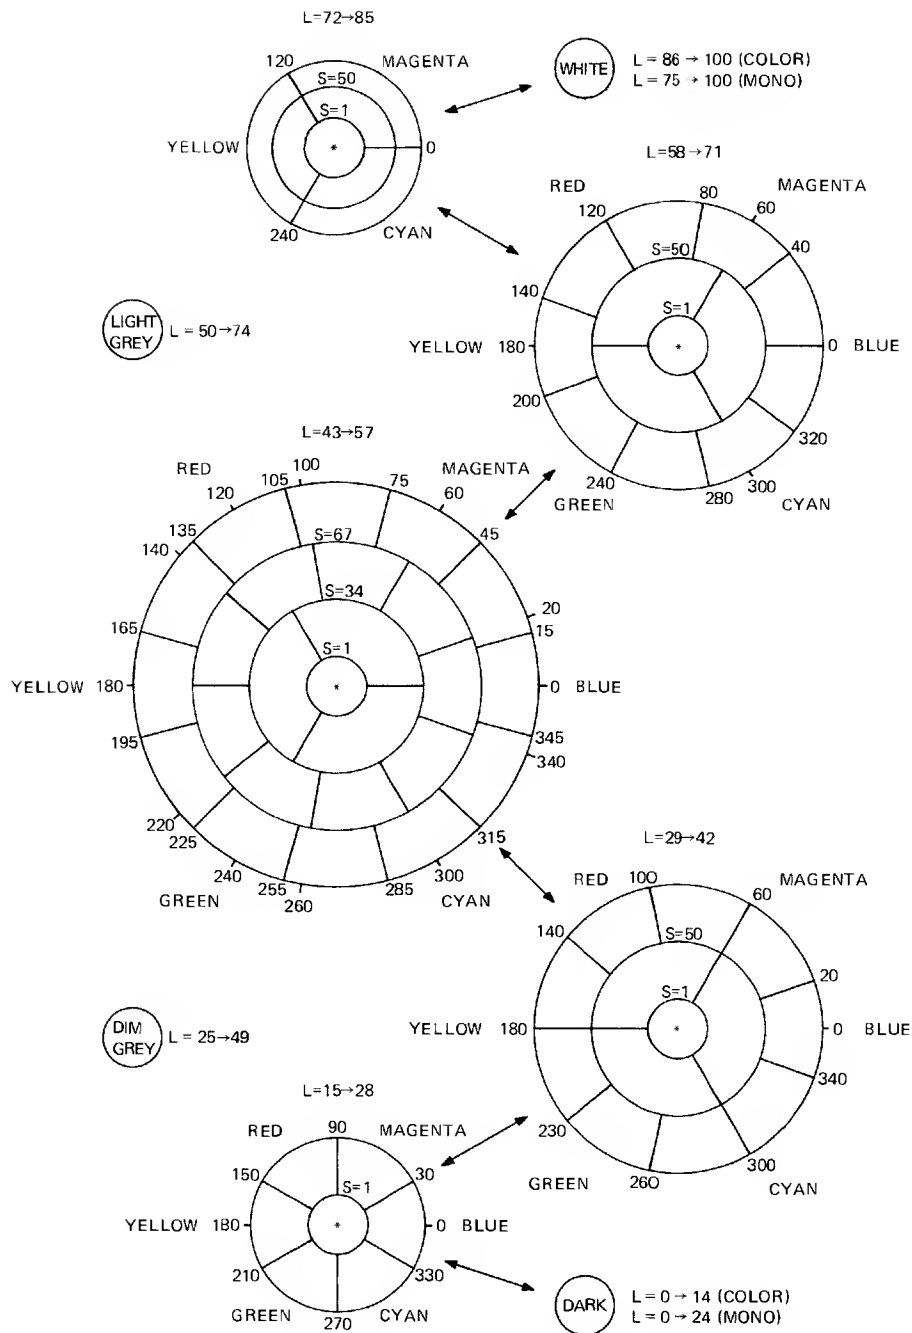 L=72→85
120
MAGENTA
S=50
S=1
YELLOW
0
240
CYAN
WHITE
L = 86 → 100 (COLOR)
L = 75 → 100 (MONO)
L=58→71
RED
80
MAGENTA
120
60
40
S=50
140
S=1
YELLOW 180
0 BLUE
200
320
240
GREEN
280
300
CYAN
LIGHT
GREY
L = 50→74
L=43→57
RED
105
100
75
MAGENTA
120
60
135
45
140
S=67
S=34
20
165
15
S=1
YELLOW 180
0 BLUE
195
345
340
220
225
315
240
300
GREEN
255
260
285
CYAN
L=29→42
RED
100
60
MAGENTA
140
S=50
20
S=1
YELLOW 180
0 BLUE
340
230
GREEN
260
300
CYAN
DIM
GREY
L = 25→49
L=15→28
RED
90
MAGENTA
150
30
S=1
YELLOW 180
0 BLUE
210
330
GREEN
270
CYAN
DARK
L = 0 → 14 (COLOR)
L = 0 → 24 (MONO)